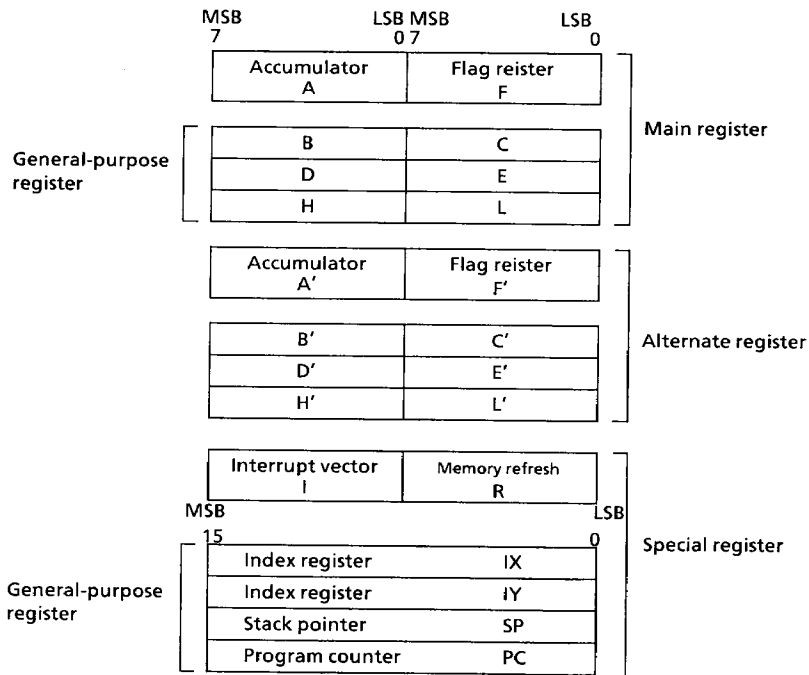 MSB LSB MSB LSB
7 0 7 0
Accumulator Flag reister
A F
Main register
General-purpose
register
B C
D E
H L
Accumulator Flag reister
A' F'
Alternate register
B' C'
D' E'
H' L'
Interrupt vector Memory refresh
I R
MSB LSB
15 0
Special register
General-purpose
register
Index register IX
Index register IY
Stack pointer SP
Program counter PC